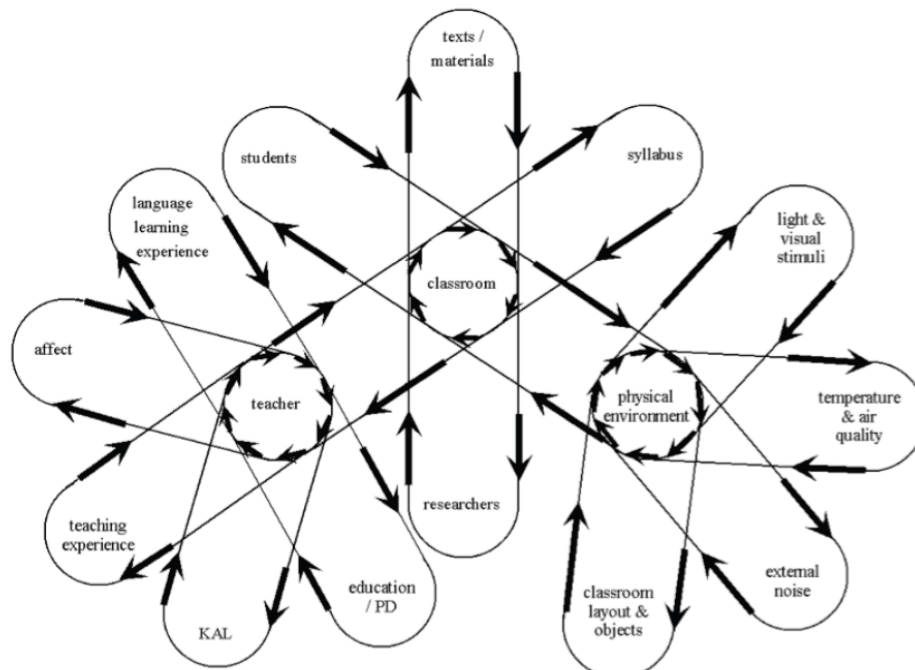 texts /
materials
students
syllabus
language
learning
experience
light &
visual
stimuli
classroom
affect
teacher
physical
environment
temperature
& air
quality
teaching
experience
researchers
education
/ PD
KAL
classroom
layout &
objects
external
noise